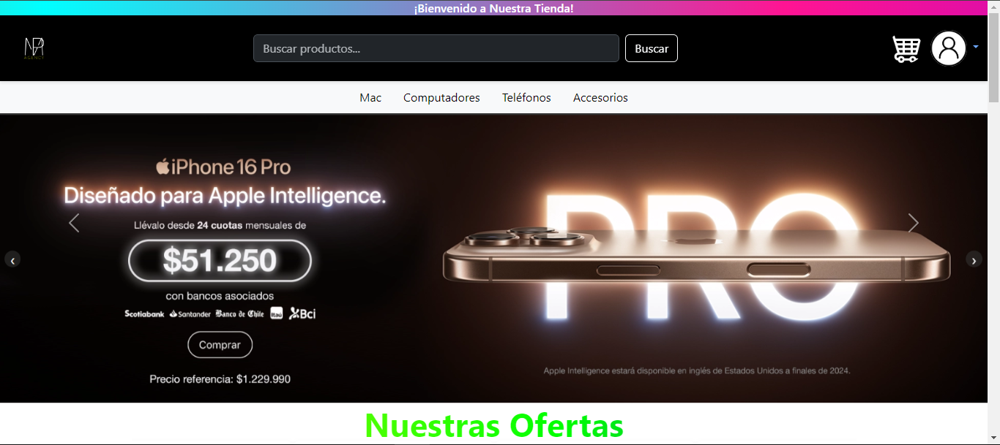 ¡Bienvenido a Nuestra Tienda!
NPA
AGENCY
Buscar productos...
Buscar
Mac
Computadores
Teléfonos
Accesorios
iPhone 16 Pro
Diseñado para Apple Intelligence.
Llévalo desde 24 cuotas mensuales de
$51.250
con bancos asociados
Scotiabank Santander Banco de Chile Itaú Bci
Comprar
Precio referencia: $1.229.990
PRO
Apple Intelligence estará disponible en inglés de Estados Unidos a finales de 2024.
Nuestras Ofertas